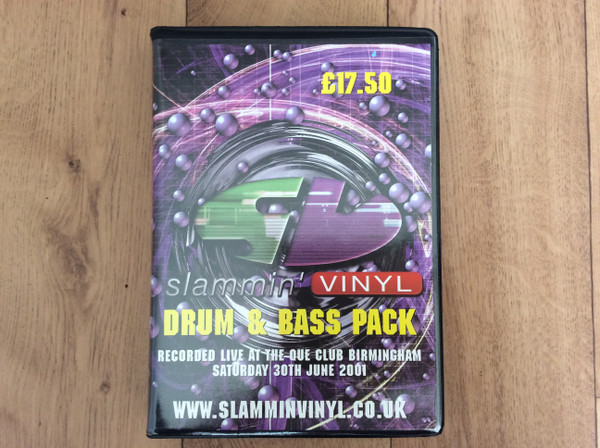 £17.50
slammin' VINYL
DRUM & BASS PACK
RECORDED LIVE AT THE QUE CLUB BIRMINGHAM
SATURDAY 30TH JUNE 2001
WWW.SLAMMINVINYL.CO.UK